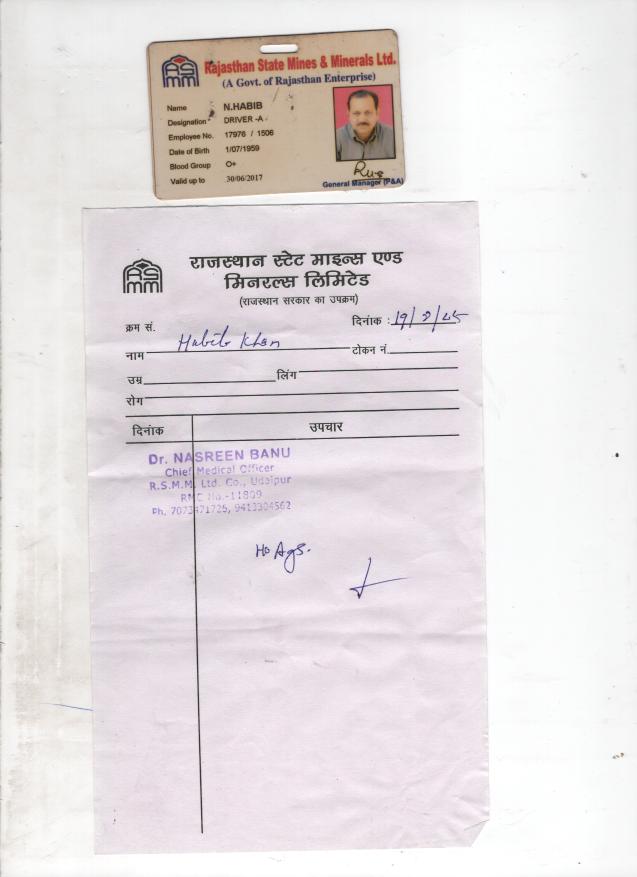 RSMM
Rajasthan State Mines & Minerals Ltd.
(A Govt. of Rajasthan Enterprise)
Name N.HABIB
Designation DRIVER -A
Employee No. 17976 / 1506
Date of Birth 1/07/1959
Blood Group O+
Valid up to 30/06/2017
General Manager (P&A)
RSMM
राजस्थान स्टेट माइन्स एण्ड
मिनरल्स लिमिटेड
(राजस्थान सरकार का उपक्रम)
क्रम सं. दिनांक :
नाम Habib Khan टोकन नं.
उम्र लिंग
रोग
दिनांक उपचार
Dr. NASREEN BANU
Chief Medical Officer
R.S.M.M. Ltd. Co., Udaipur
RMC No.-11809
Ph. 7073471725, 9413304562